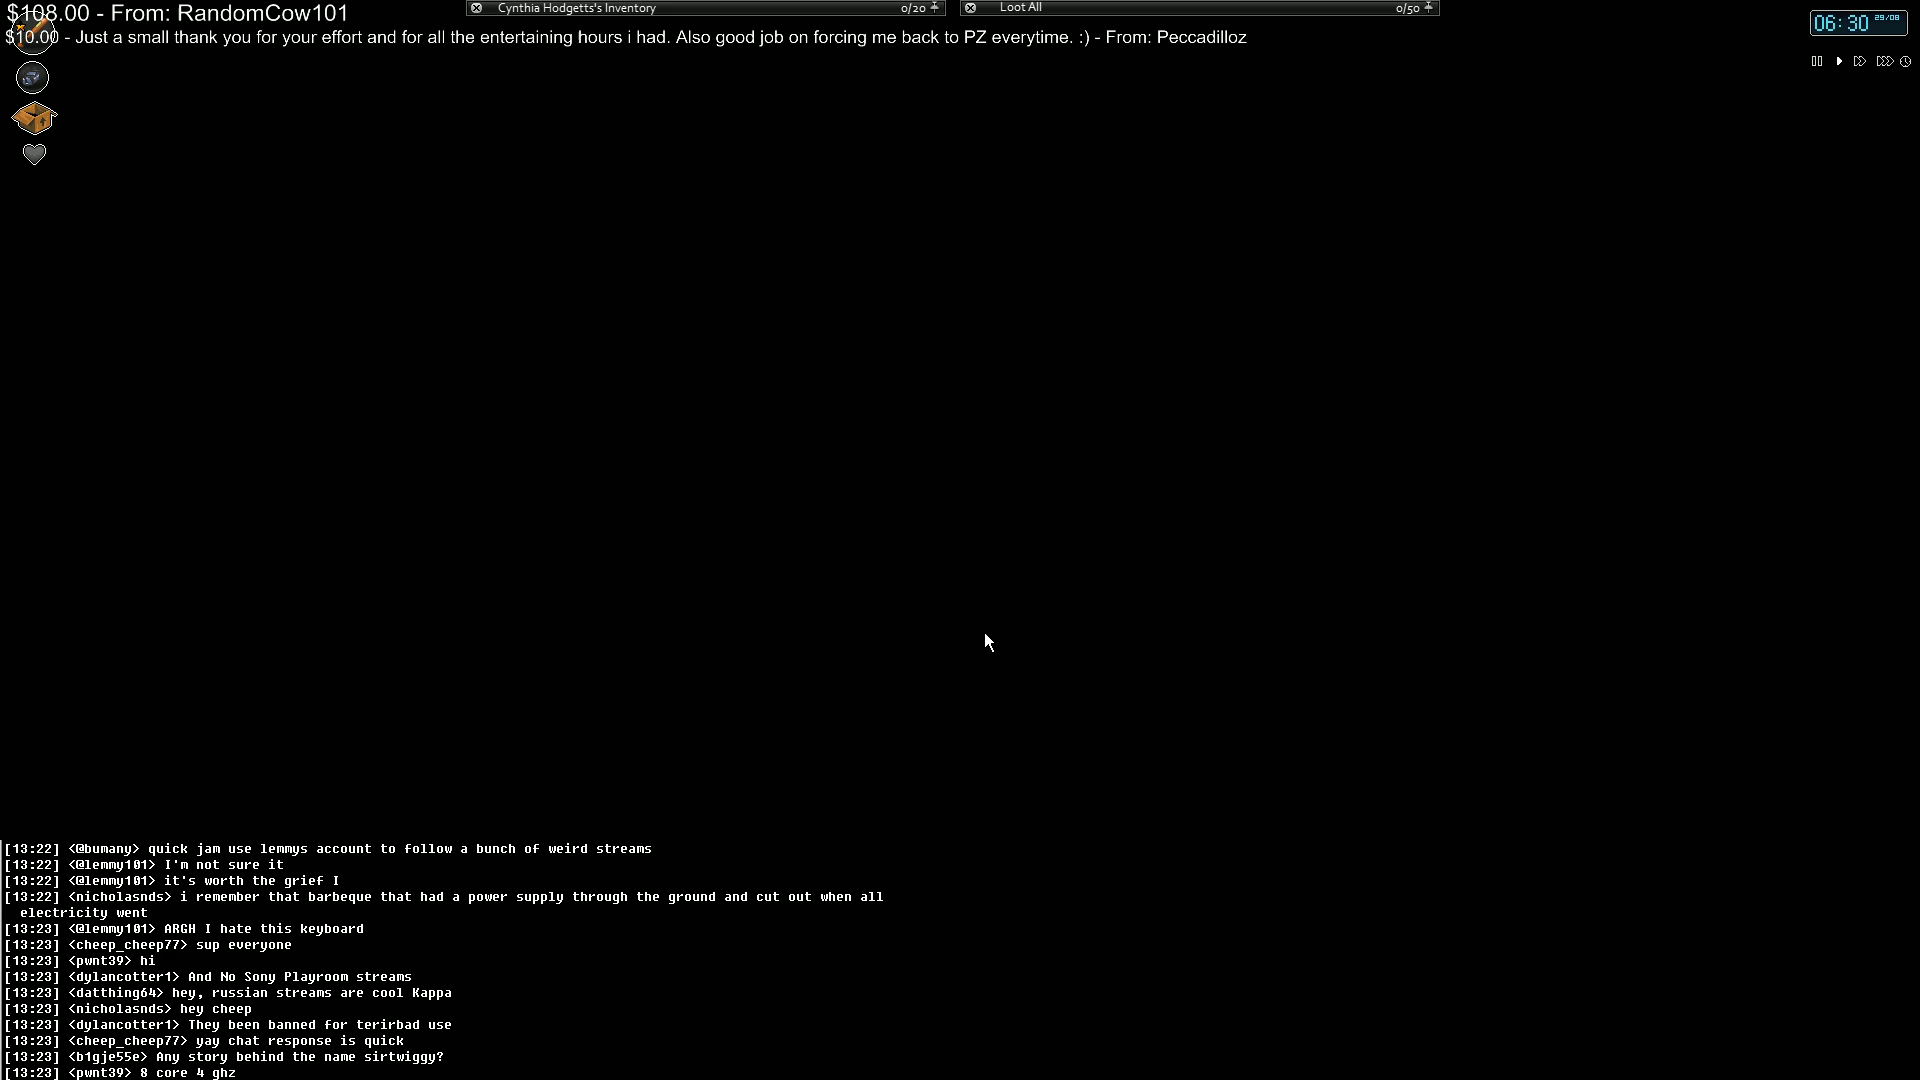 $108.00 - From: RandomCow101
Cynthia Hodgetts's Inventory 0/20
Loot All 0/50
06:30 29/08
$10.00 - Just a small thank you for your effort and for all the entertaining hours i had. Also good job on forcing me back to PZ everytime. :) - From: Peccadilloz
[13:22] <@bumany> quick jam use lemmys account to follow a bunch of weird streams
[13:22] <@lemmy101> I'm not sure it
[13:22] <@lemmy101> it's worth the grief I
[13:22] <nicholasnds> i remember that barbeque that had a power supply through the ground and cut out when all
electricity went
[13:23] <@lemmy101> ARGH I hate this keyboard
[13:23] <cheep_cheep77> sup everyone
[13:23] <pwnt39> hi
[13:23] <dylancotter1> And No Sony Playroom streams
[13:23] <datthing64> hey, russian streams are cool Kappa
[13:23] <nicholasnds> hey cheep
[13:23] <dylancotter1> They been banned for terirbad use
[13:23] <cheep_cheep77> yay chat response is quick
[13:23] <b1gje55e> Any story behind the name sirtwiggy?
[13:23] <pwnt39> 8 core 4 ghz